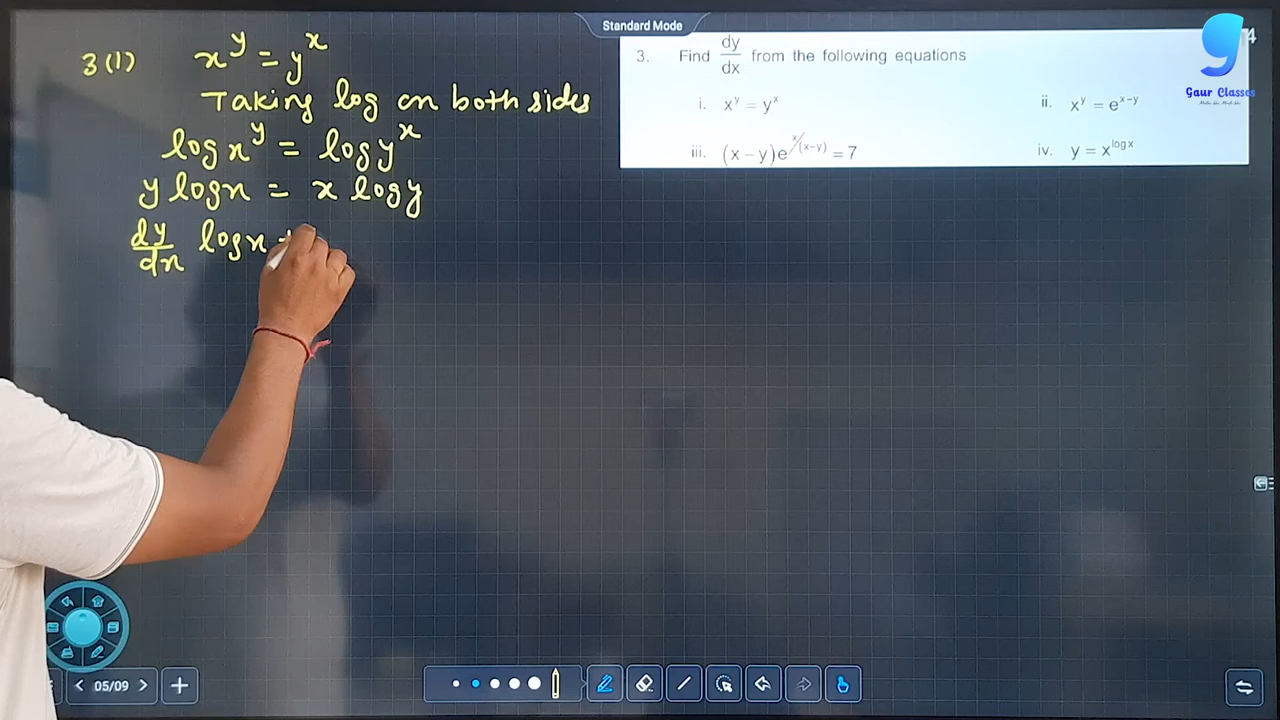 Standard Mode
3 (1) x^y = y^x
Taking log on both sides
log x^y = log y^x
y log x = x log y
dy/dx log x +
3. Find dy/dx from the following equations
i. x^y = y^x
ii. x^y = e^(x–y)
iii. (x – y)e^(x/(x–y)) = 7
iv. y = x^(log x)
4
Gaur Classes
05/09